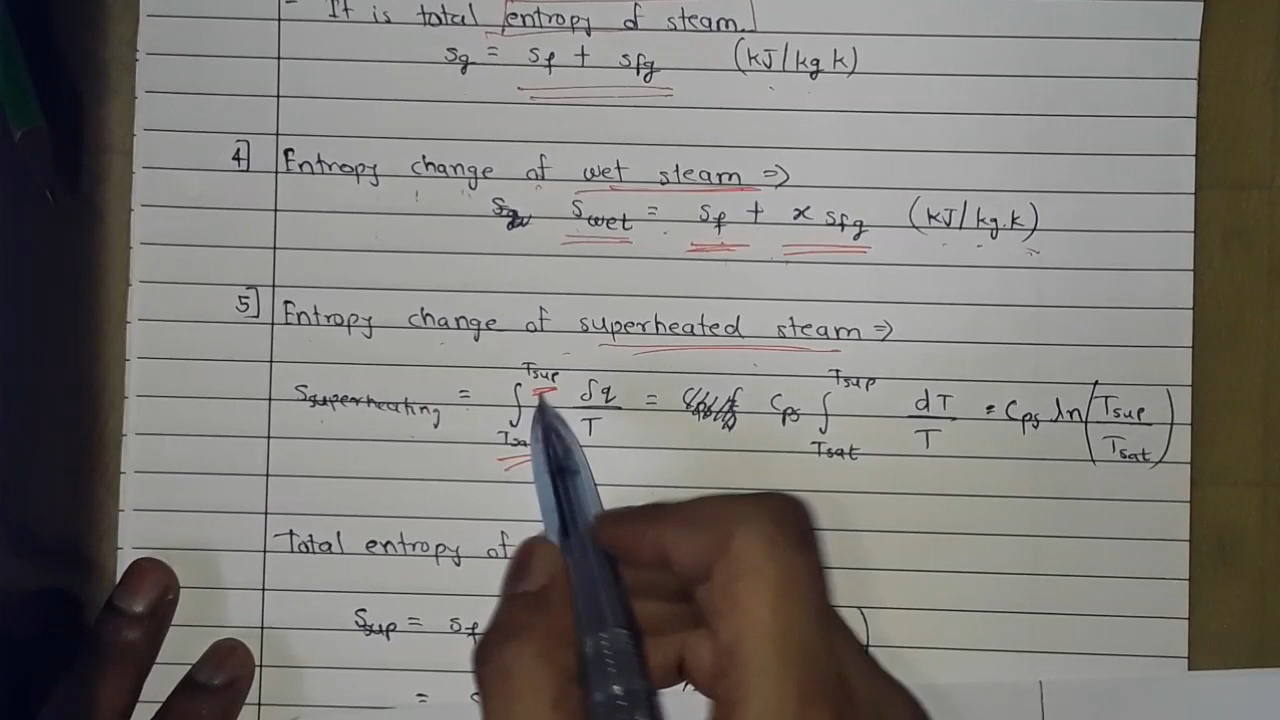 - It is total entropy of steam.
sg = sf + sfg (kJ/kg k)
4] Entropy change of wet steam ⇒
swet = sf + x sfg (kJ/kg.k)
5] Entropy change of superheated steam ⇒
Ssuperheating = ∫ Tsup δq/T = Cps ∫ Tsat Tsup dT/T = Cps ln(Tsup/Tsat)
Total entropy of
Ssup = sf
=